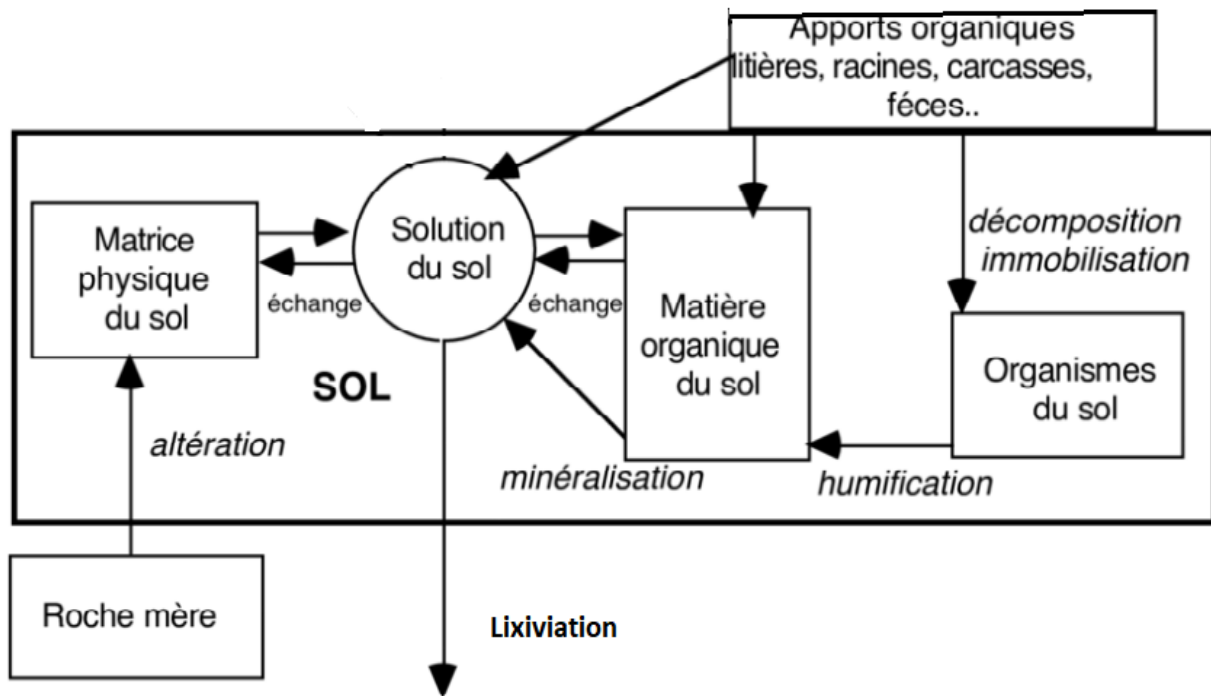 Apports organiques
litières, racines, carcasses,
féces..
Matrice
physique
du sol
Solution
du sol
échange
échange
Matière
organique
du sol
décomposition
immobilisation
Organismes
du sol
SOL
altération
minéralisation
humification
Roche mère
Lixiviation